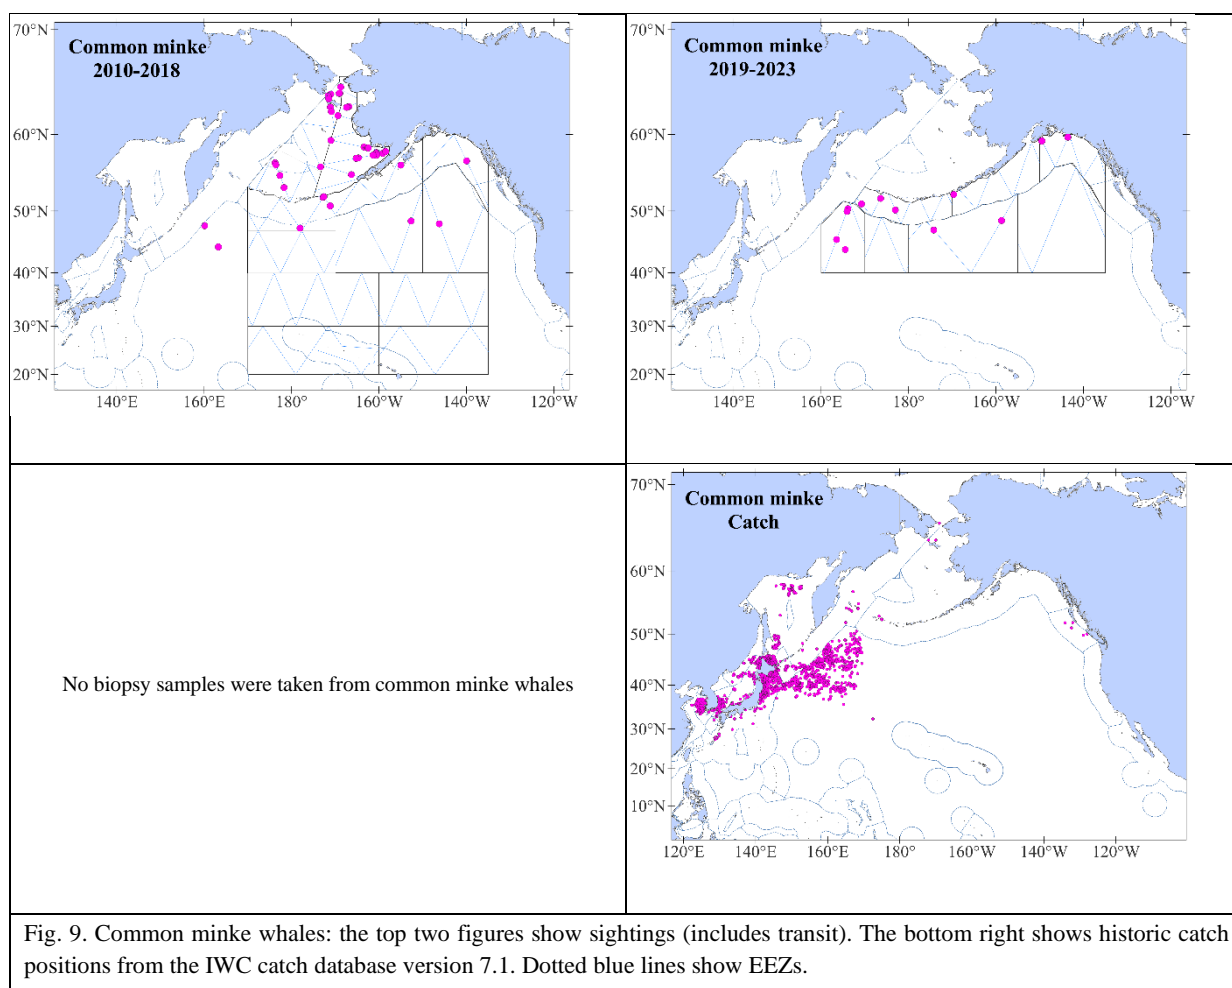 Common minke
2010-2018
70°N
60°N
50°N
40°N
30°N
20°N
140°E
160°E
180°
160°W
140°W
120°W
Common minke
2019-2023
70°N
60°N
50°N
40°N
30°N
20°N
140°E
160°E
180°
160°W
140°W
120°W
No biopsy samples were taken from common minke whales
Common minke
Catch
70°N
60°N
50°N
40°N
30°N
20°N
10°N
120°E
140°E
160°E
180°
160°W
140°W
120°W
Fig. 9. Common minke whales: the top two figures show sightings (includes transit). The bottom right shows historic catch
positions from the IWC catch database version 7.1. Dotted blue lines show EEZs.